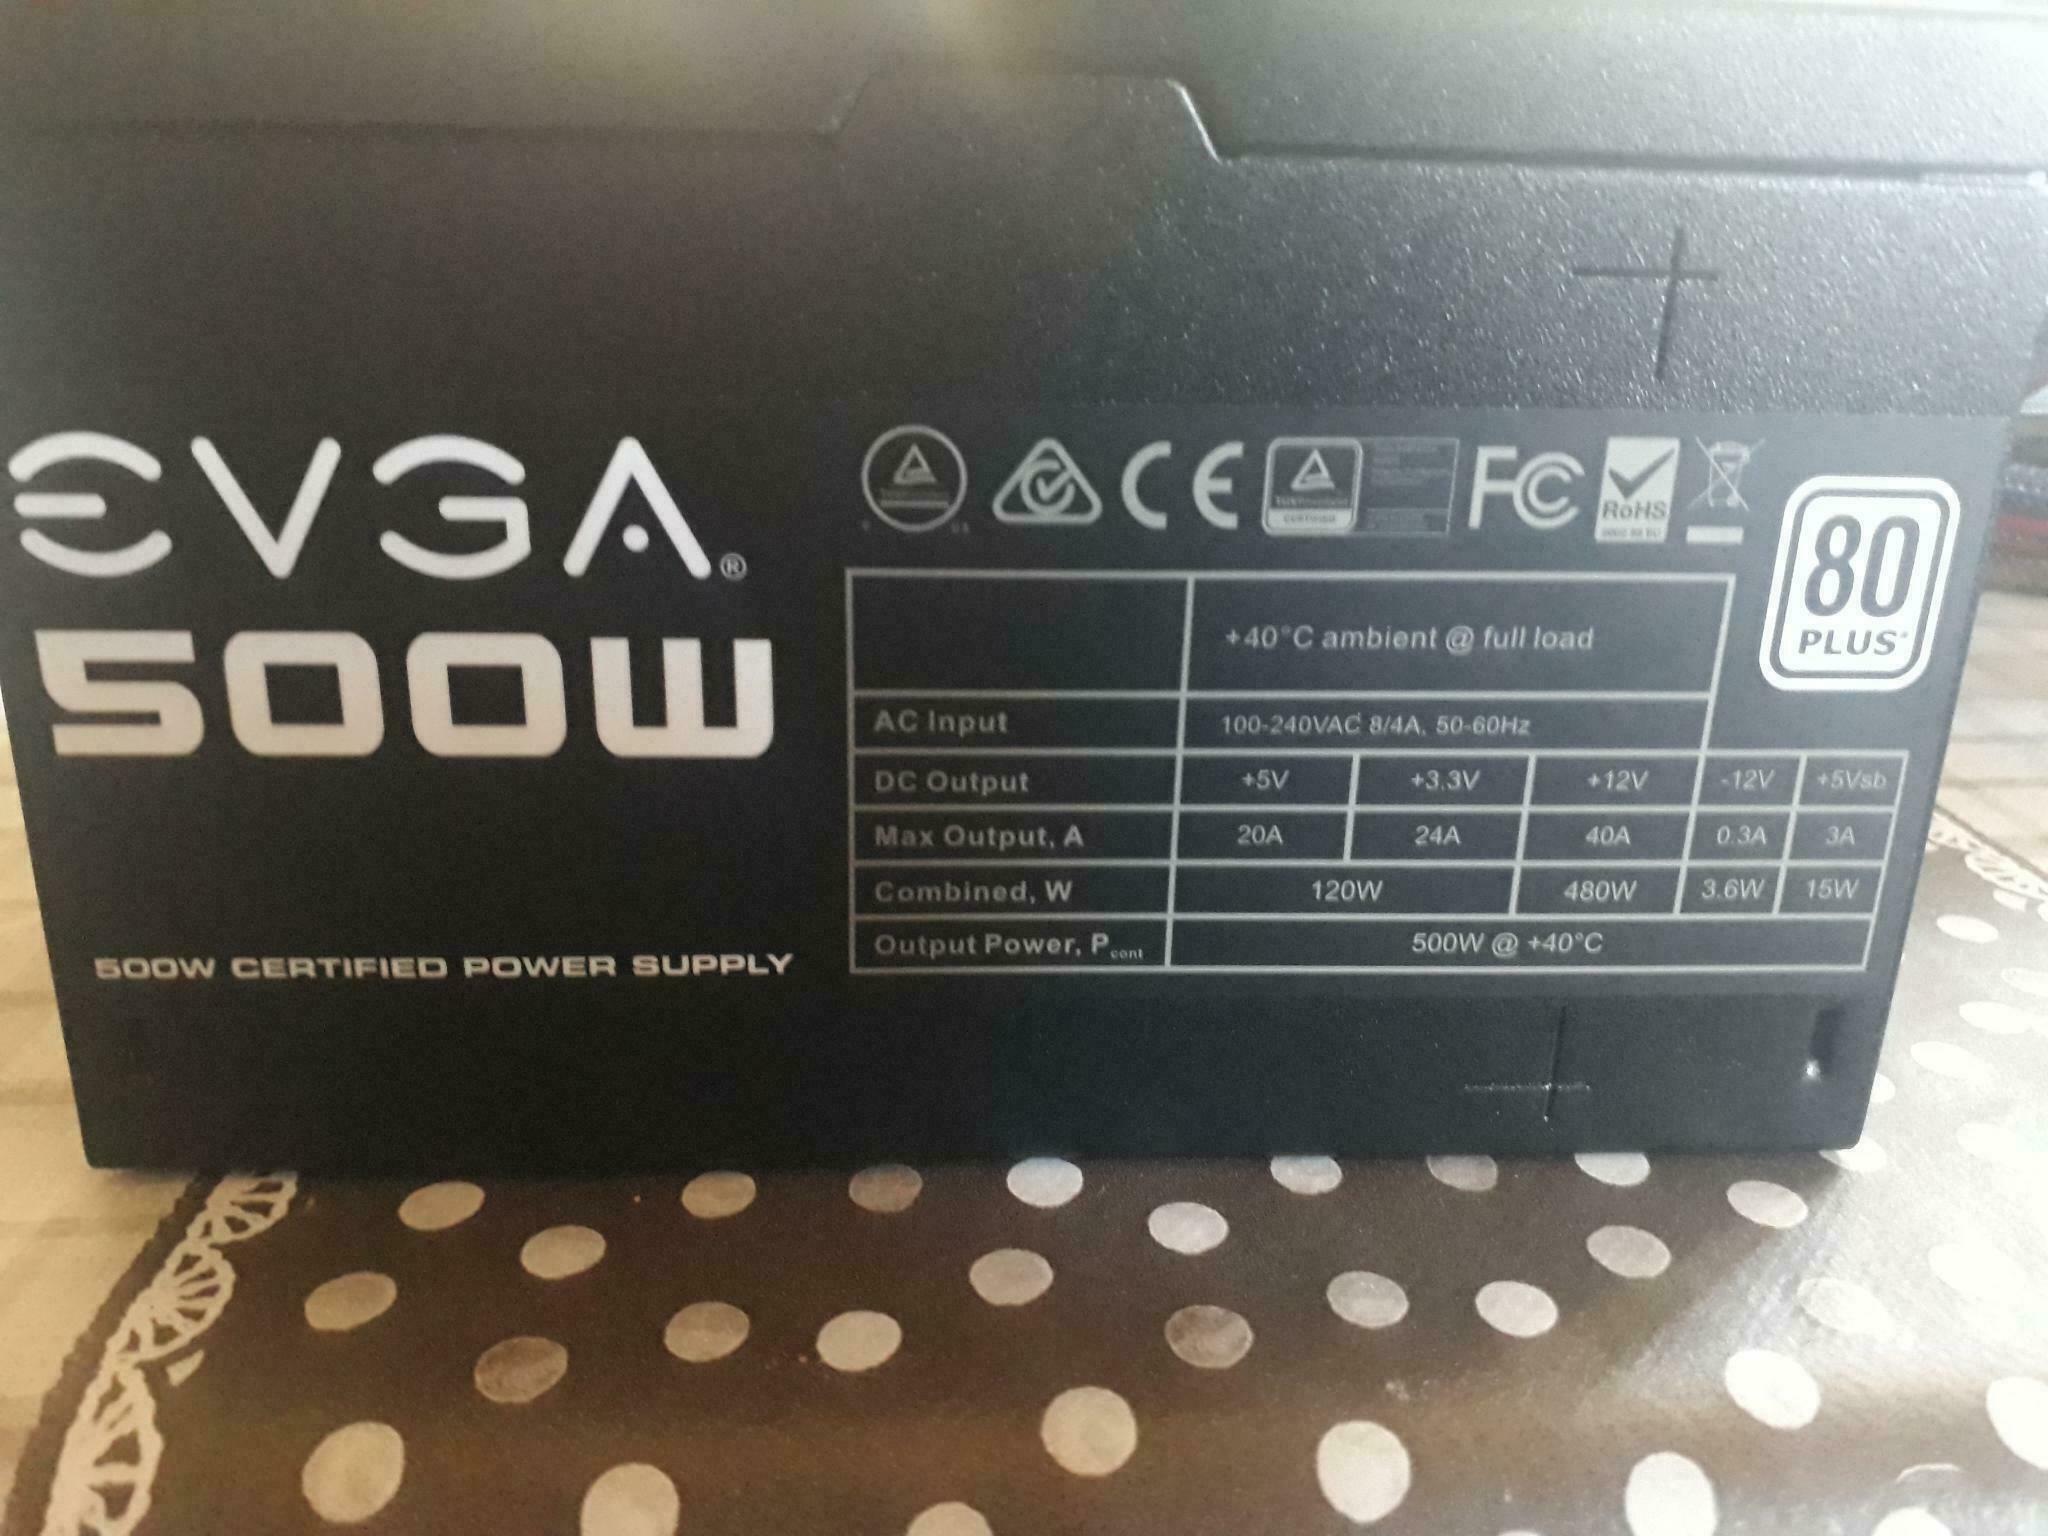 EVGA®
500W
500W CERTIFIED POWER SUPPLY
CE
CERTIFIED
FC
RoHS
80
PLUS®
+40°C ambient @ full load
AC Input 100-240VAC 8/4A, 50-60Hz
DC Output +5V +3.3V +12V -12V +5Vsb
Max Output, A 20A 24A 40A 0.3A 3A
Combined, W 120W 480W 3.6W 15W
Output Power, Pcont 500W @ +40°C